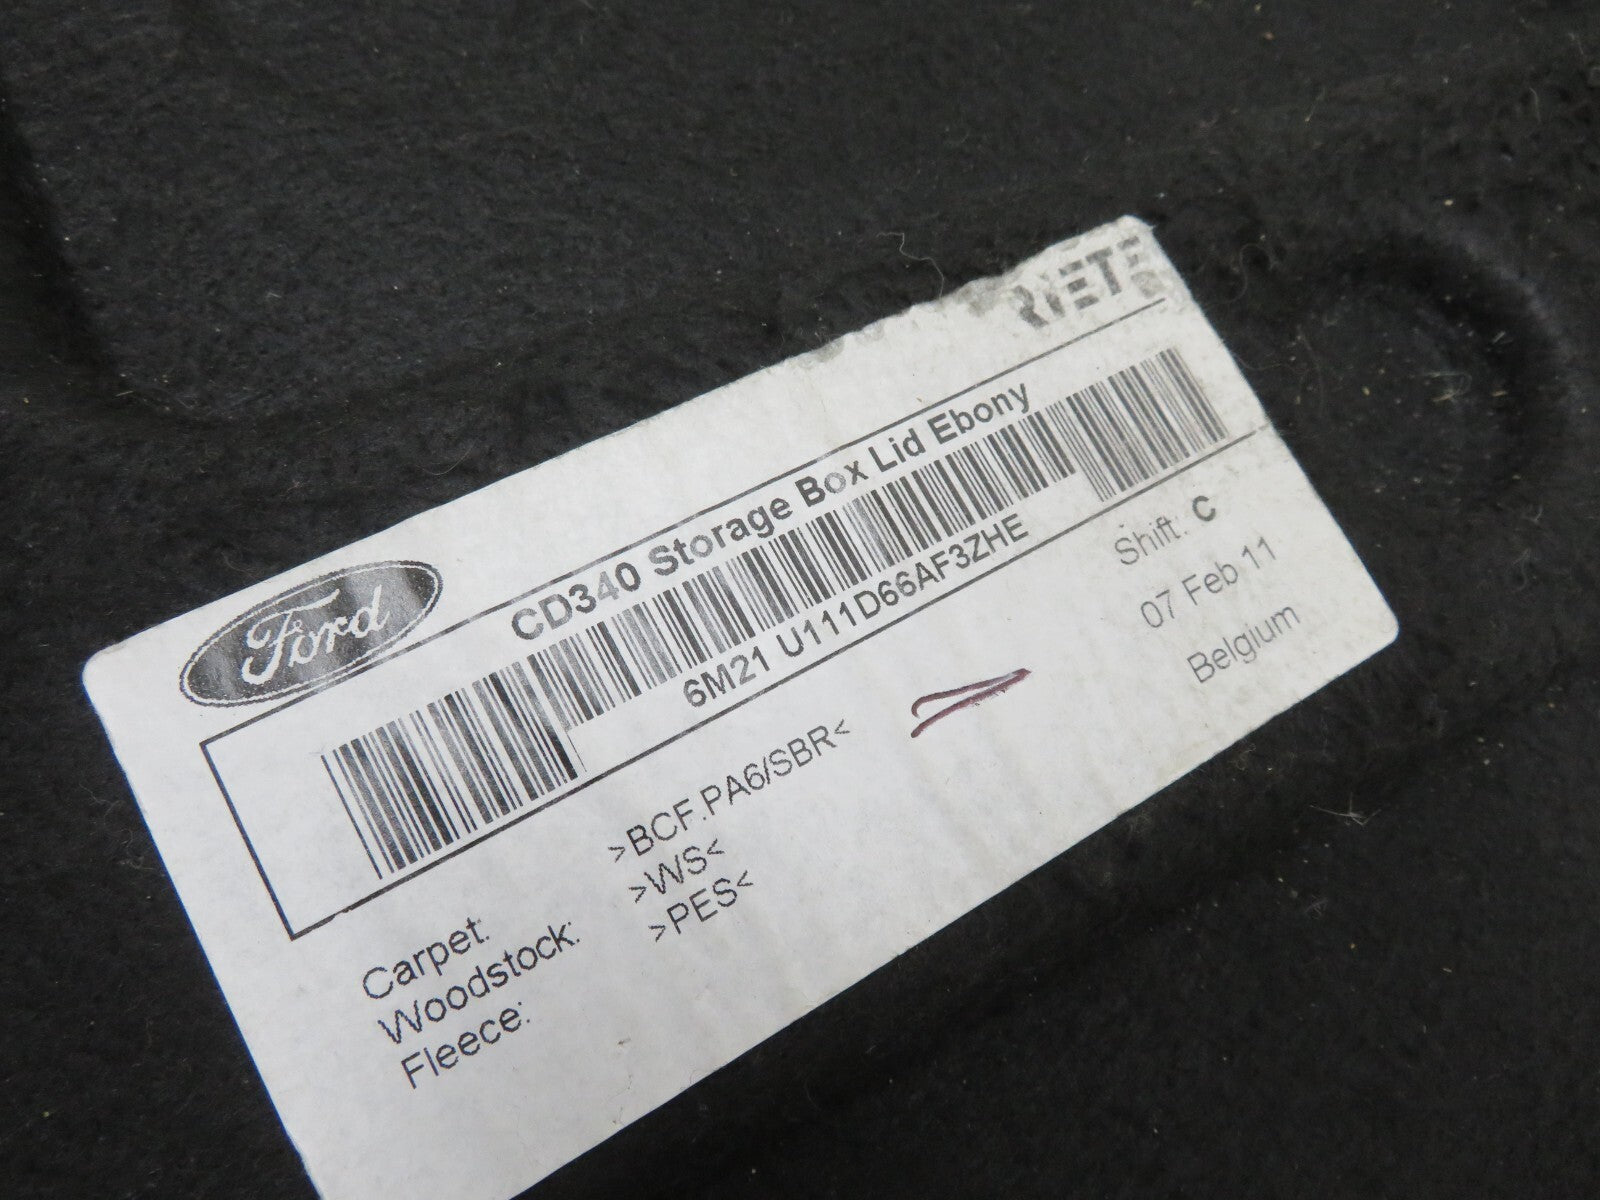 Ford
CD340 Storage Box Lid Ebony
6M21 U111D66AF3ZHE
Shift: C
07 Feb 11
Belgium
Carpet: >BCF.PA6/SBR<
Woodstock: >WS<
Fleece: >PES<